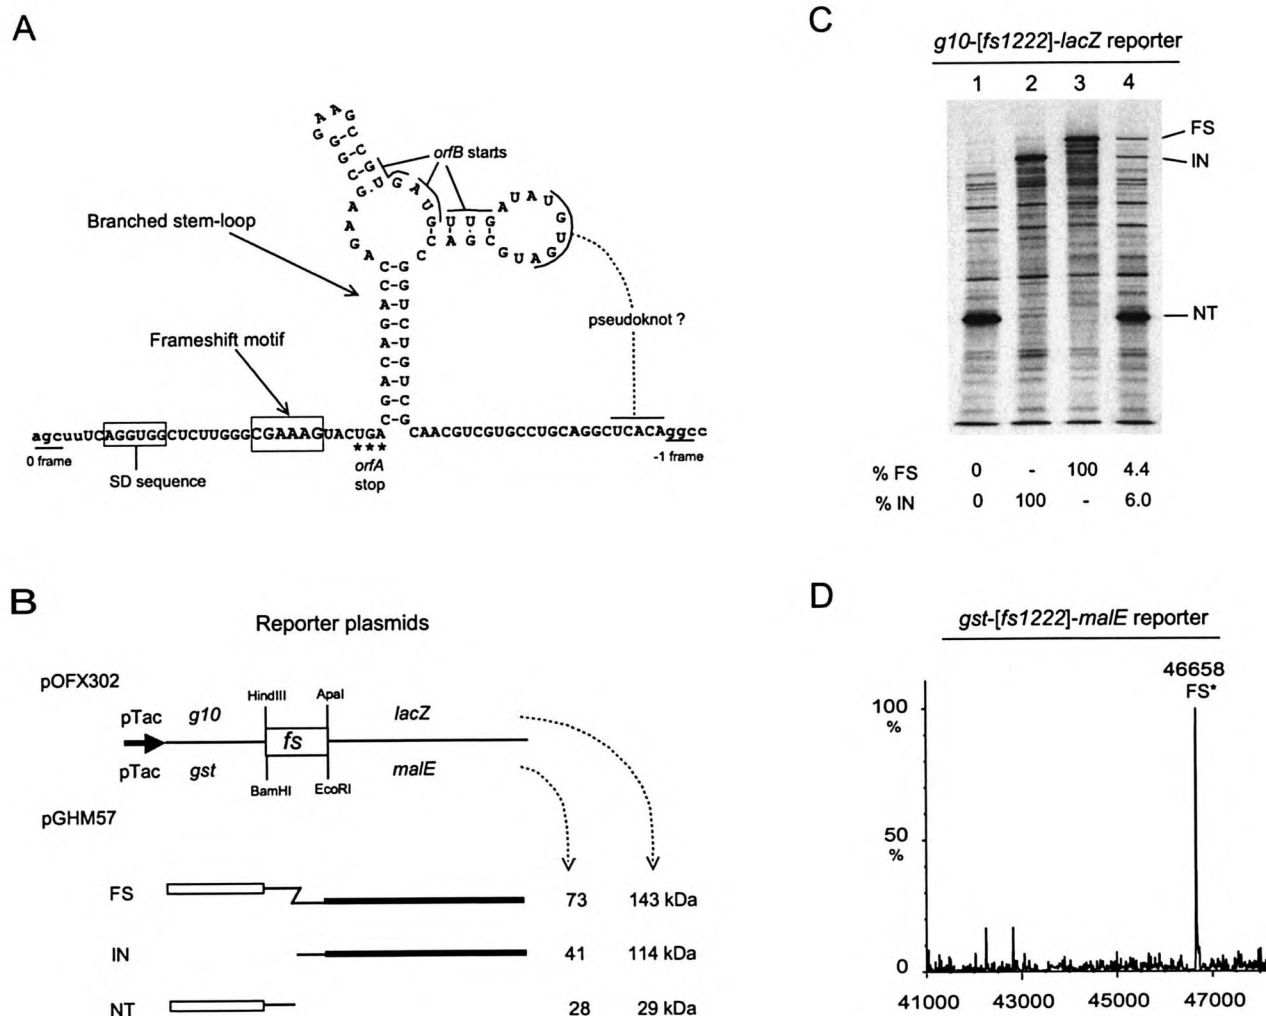 A
orfB starts
Branched stem-loop
Frameshift motif
pseudoknot ?
agcuuUCAGGUGGCUCUUGGGCGAAAGUACUGA
CAACGUCGUGCCUGCAGGCUCACAggcc
0 frame
SD sequence
***
orfA
stop
-1 frame
B
Reporter plasmids
pOFX302
HindIII ApaI
pTac g10 fs lacZ
pTac gst malE
BamHI EcoRI
pGHM57
FS 73 143 kDa
IN 41 114 kDa
NT 28 29 kDa
C
g10-[fs1222]-lacZ reporter
1 2 3 4
FS
IN
NT
% FS 0 - 100 4.4
% IN 0 100 - 6.0
D
gst-[fs1222]-malE reporter
46658
FS*
100
%
50
%
0
41000 43000 45000 47000